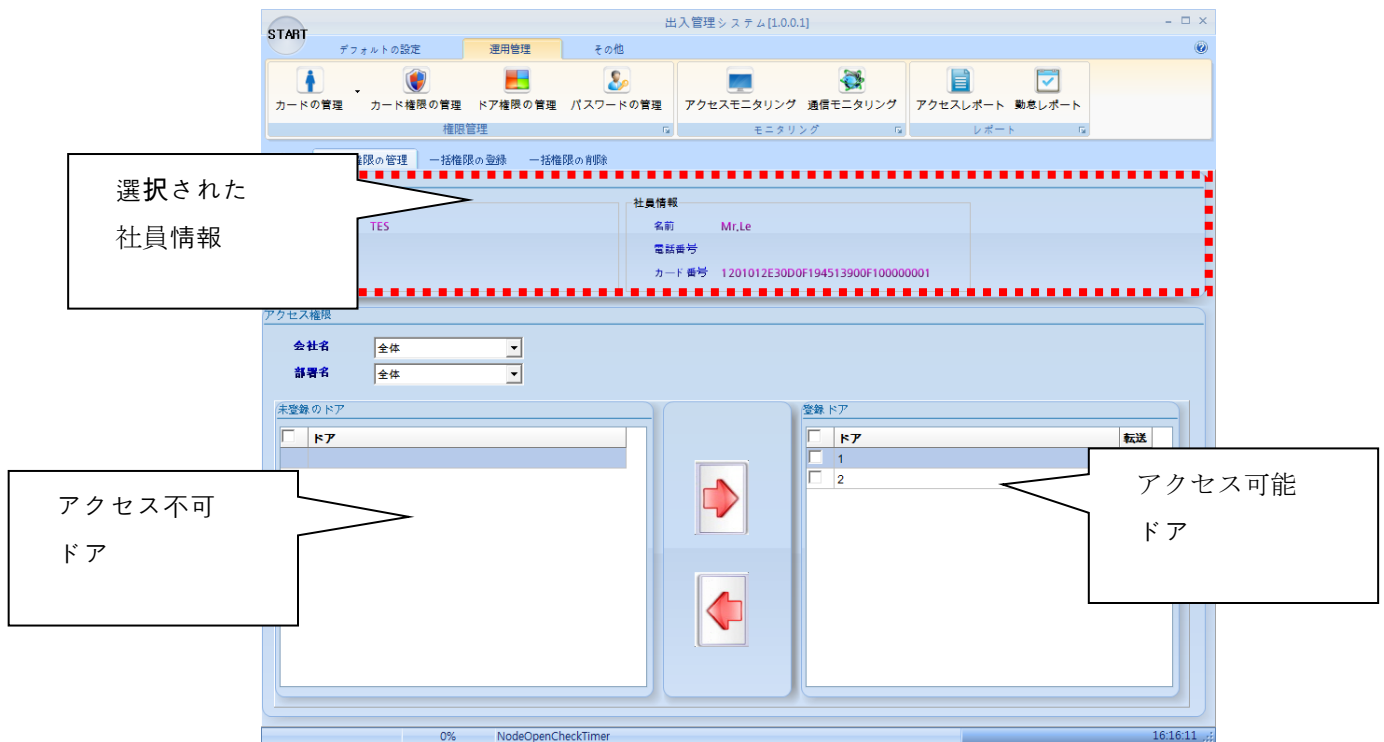 出入管理システム[1.0.0.1]
START
デフォルトの設定 運用管理 その他
カードの管理 カード権限の管理 ドア権限の管理 パスワードの管理 アクセスモニタリング 通信モニタリング アクセスレポート 勤怠レポート
権限管理 モニタリング レポート
権限の管理 一括権限の登録 一括権限の削除
選択された
社員情報
社員情報
TES
名前 Mr,Le
電話番号
カード番号 1201012E30D0F194513900F100000001
アクセス権限
会社名 全体
部署名 全体
未登録のドア
登録ドア
ドア
ドア 転送
1
2
アクセス不可
ドア
アクセス可能
ドア
0% NodeOpenCheckTimer 16:16:11